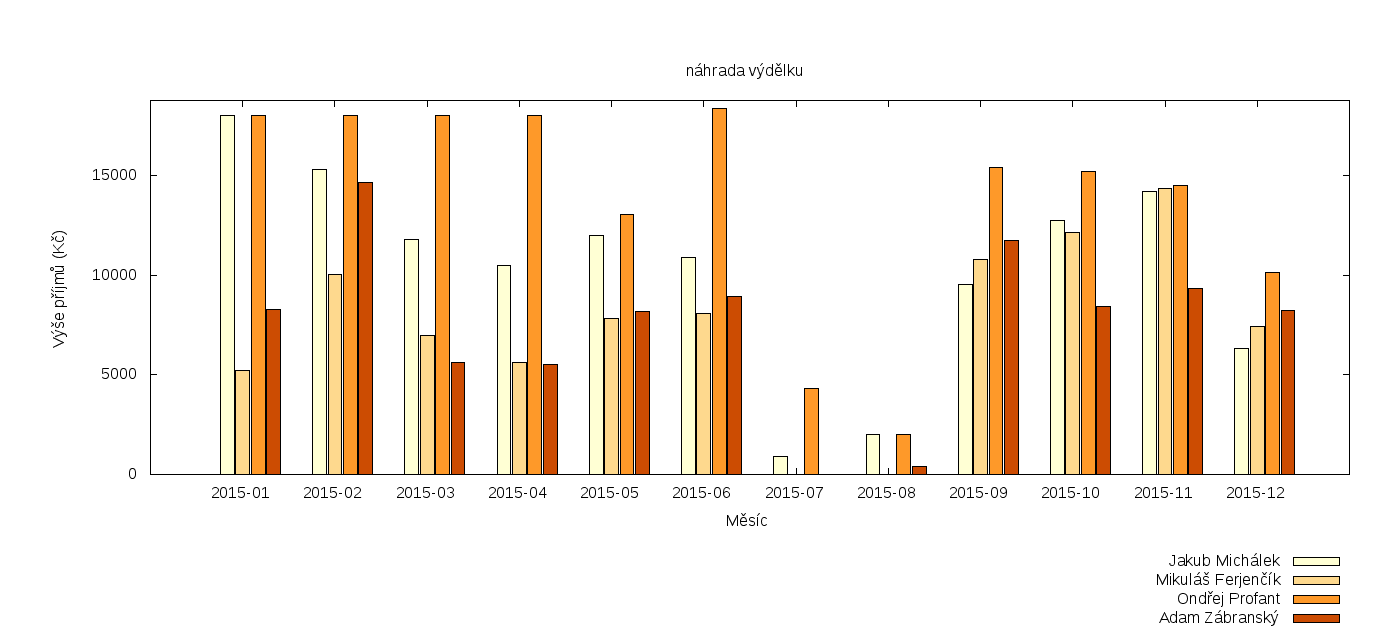 náhrada výdělku
Výše příjmů (Kč)
15000
10000
5000
0
2015-01 2015-02 2015-03 2015-04 2015-05 2015-06 2015-07 2015-08 2015-09 2015-10 2015-11 2015-12
Měsíc
Jakub Michálek
Mikuláš Ferjenčík
Ondřej Profant
Adam Zábranský